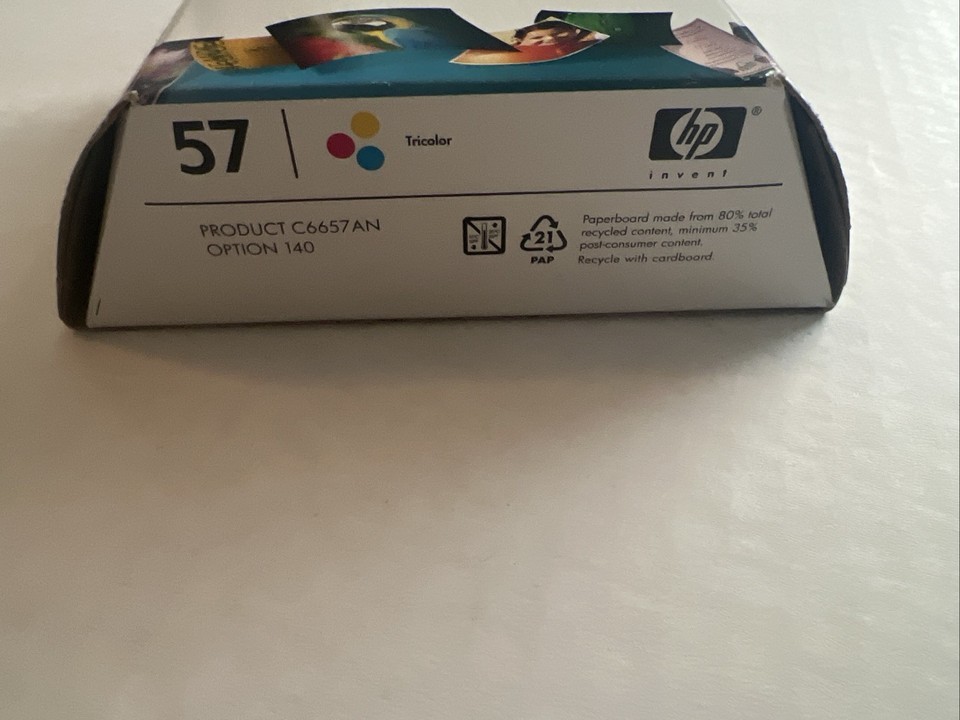 57
Tricolor
hp®
invent
PRODUCT C6657AN
OPTION 140
21
PAP
Paperboard made from 80% total
recycled content, minimum 35%
post-consumer content.
Recycle with cardboard.